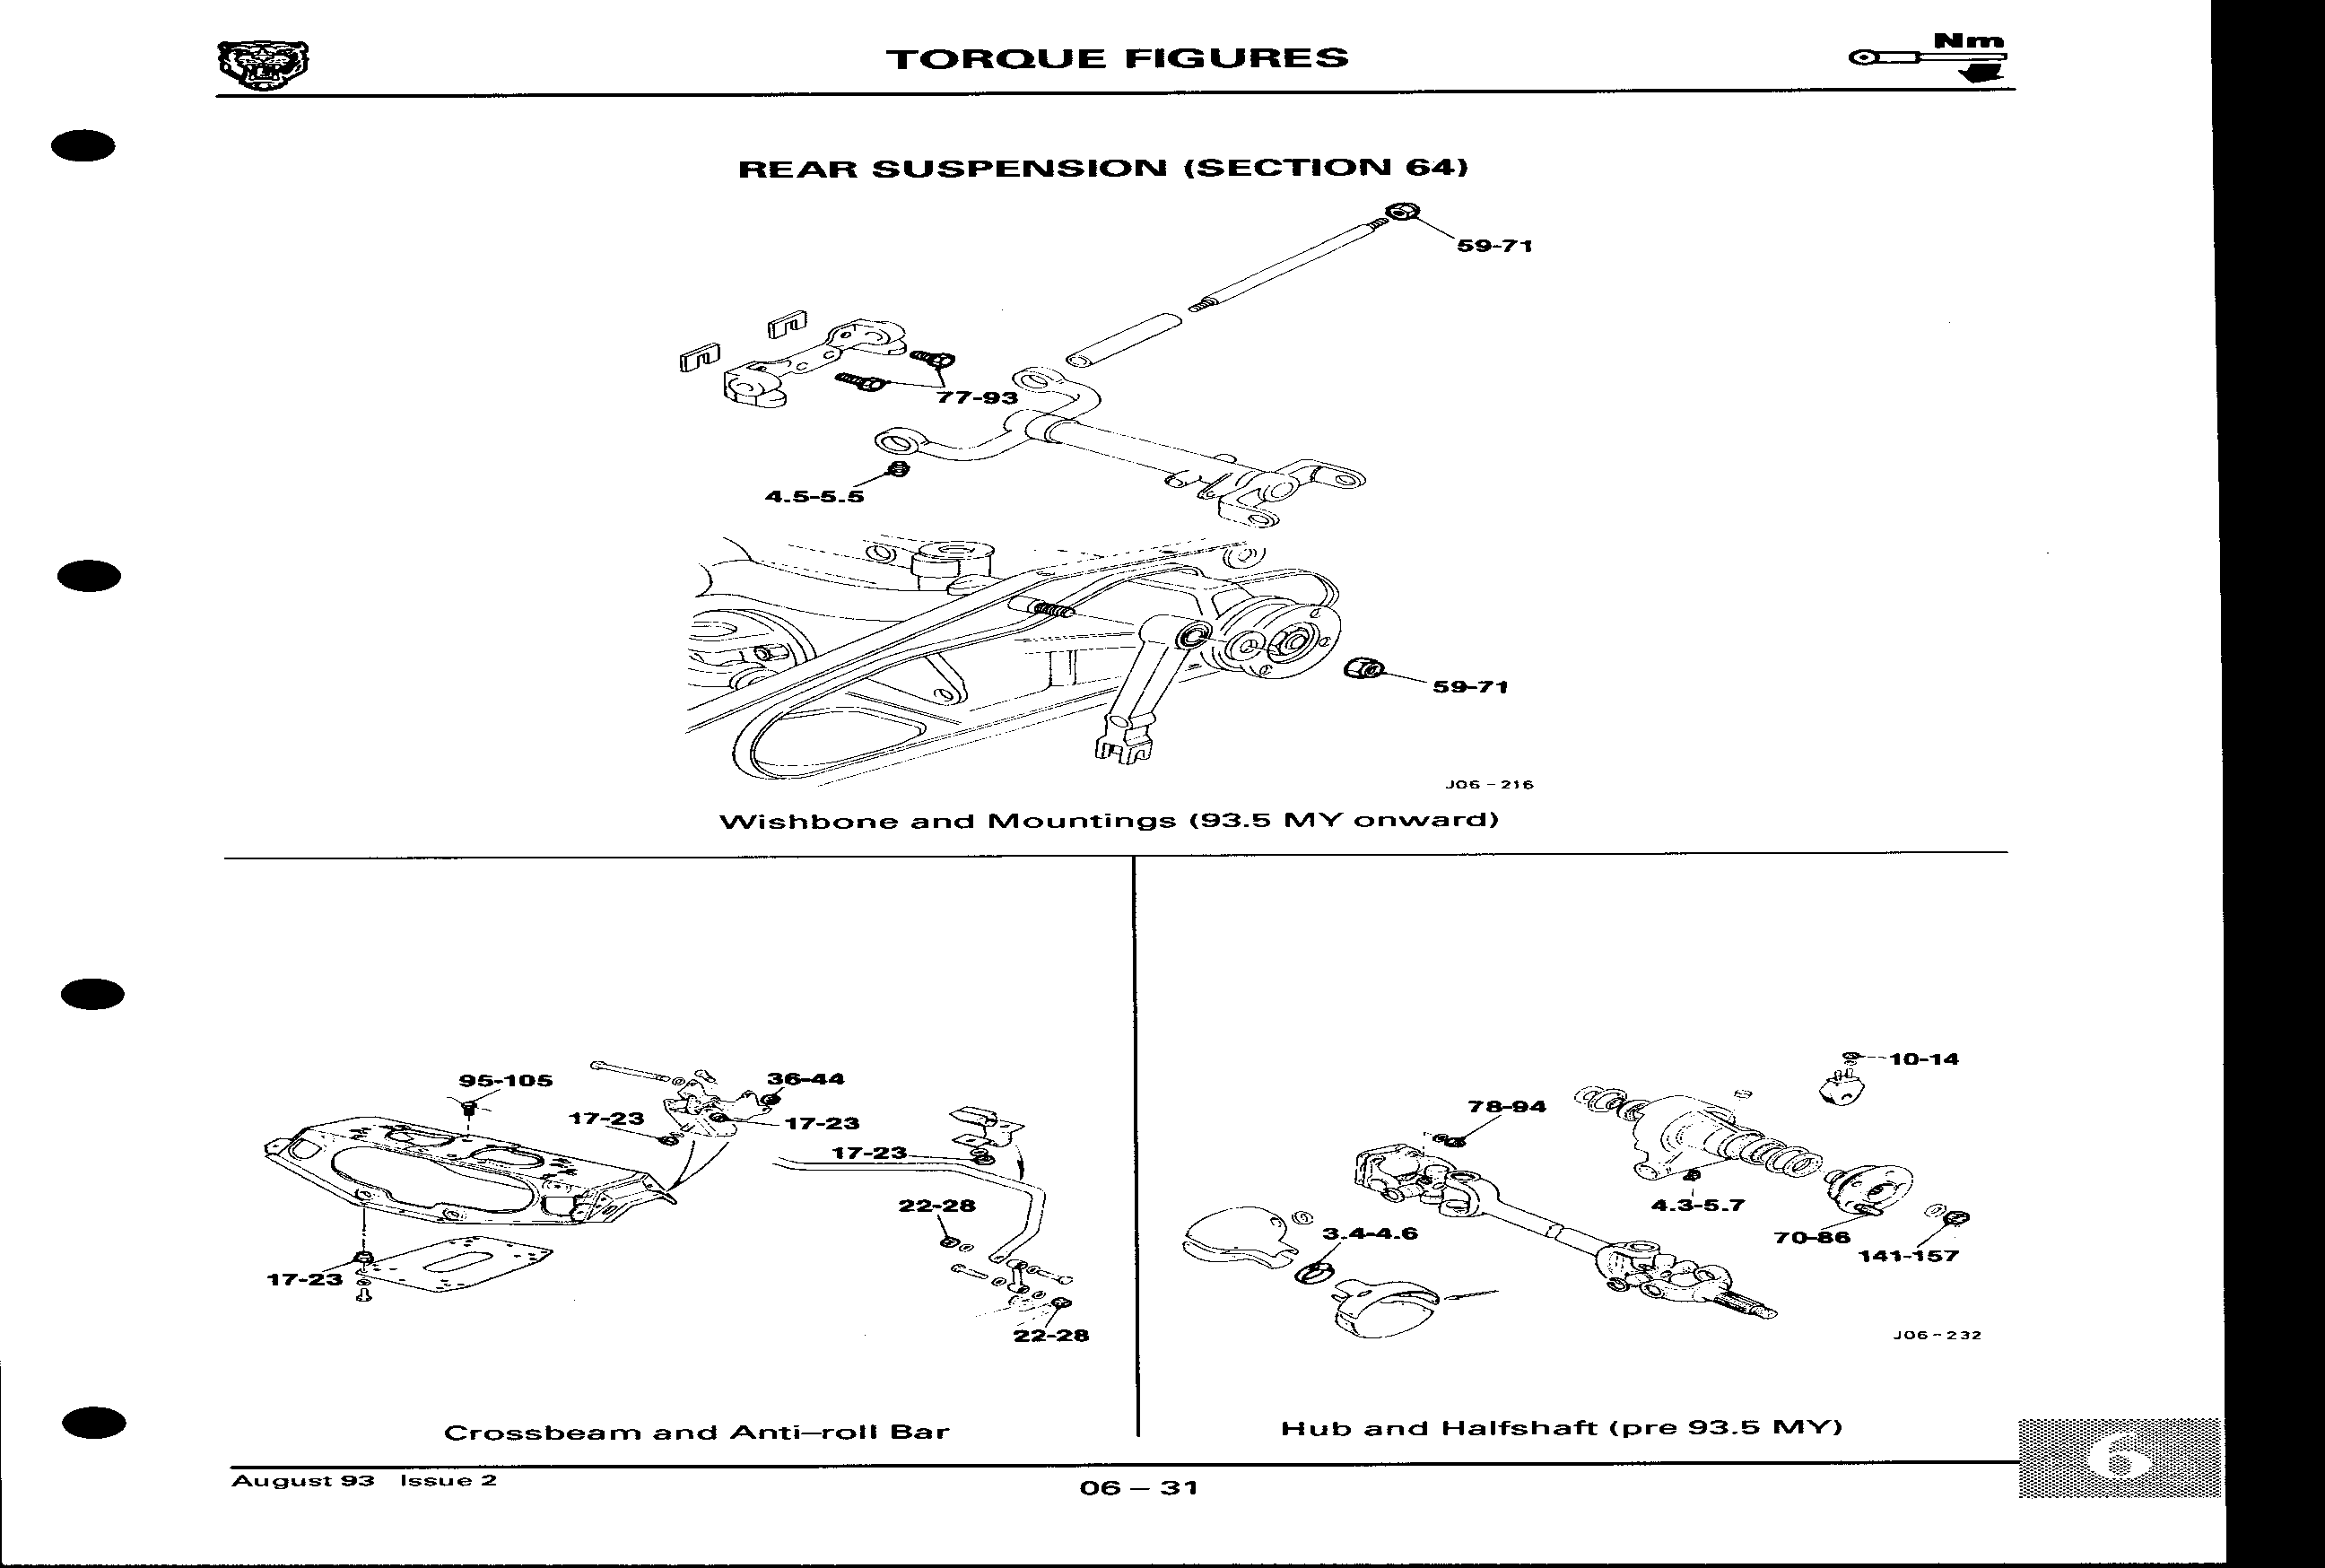 TORQUE FIGURES
Nm
REAR SUSPENSION (SECTION 64)
59-71
77-93
4.5-5.5
59-71
J06-216
Wishbone and Mountings (93.5 MY onward)
95-105
36-44
17-23
17-23
17-23
22-28
17-23
22-28
Crossbeam and Anti-roll Bar
10-14
78-94
4.3-5.7
3.4-4.6
70-86
141-157
J06-232
Hub and Halfshaft (pre 93.5 MY)
6
August 93 Issue 2
06 – 31